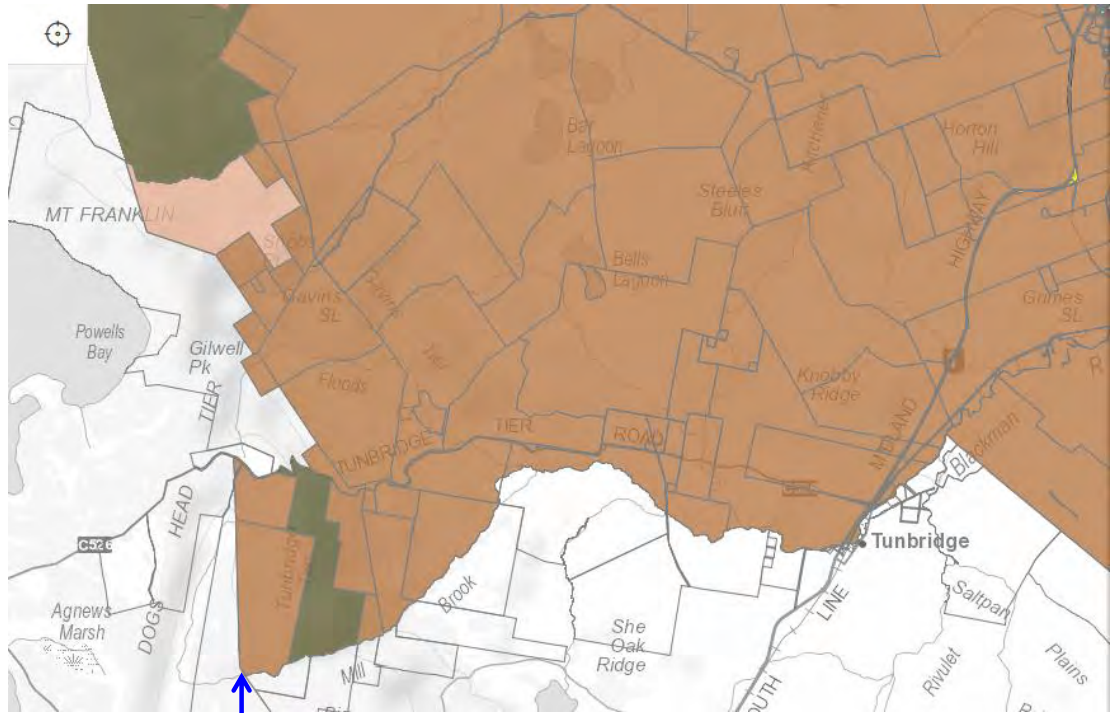 Bar
Lagoon
Horton
Hill
Steeles
Bluff
MT FRANKLIN
HIGHWAY
Bells
Lagoon
Gavins
SL
Gavins
Tier
Grimes
SL
Powells
Bay
Gilwell
Pk
TIER
Floods
Knobby
Ridge
TUNBRIDGE
TIER
ROAD
MIDLAND
Blackman
R
HEAD
C526
Tunbridge
Tunbridge
DOGS
Brook
LINE
Saltpan
Agnews
Marsh
She
Oak
Ridge
Mill
Rivulet
Plains